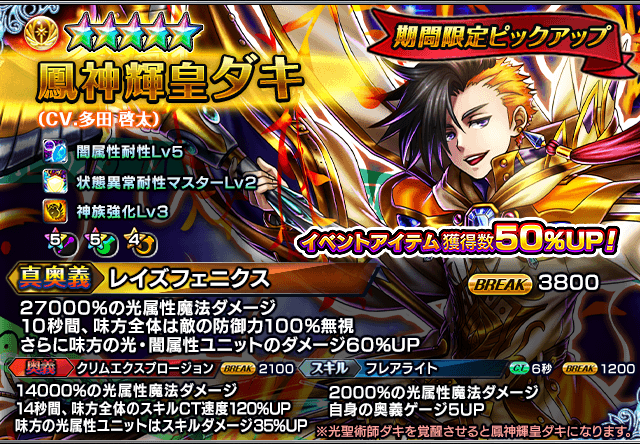 期間限定ピックアップ
鳳神輝皇ダキ
(CV.多田 啓太)
闇属性耐性Lv5
状態異常耐性マスターLv2
神族強化Lv3
5 5 4
イベントアイテム獲得数50%UP!
真奥義 レイズフェニクス BREAK 3800
27000%の光属性魔法ダメージ
10秒間、味方全体は敵の防御力100%無視
さらに味方の光・闇属性ユニットのダメージ60%UP
奥義 クリムエクスプロージョン BREAK 2100
14000%の光属性魔法ダメージ
14秒間、味方全体のスキルCT速度120%UP
味方の光属性ユニットはスキルダメージ35%UP
スキル フレアライト CT 6秒 BREAK 1200
2000%の光属性魔法ダメージ
自身の奥義ゲージ5UP
※光聖術師ダキを覚醒させると鳳神輝皇ダキになります。